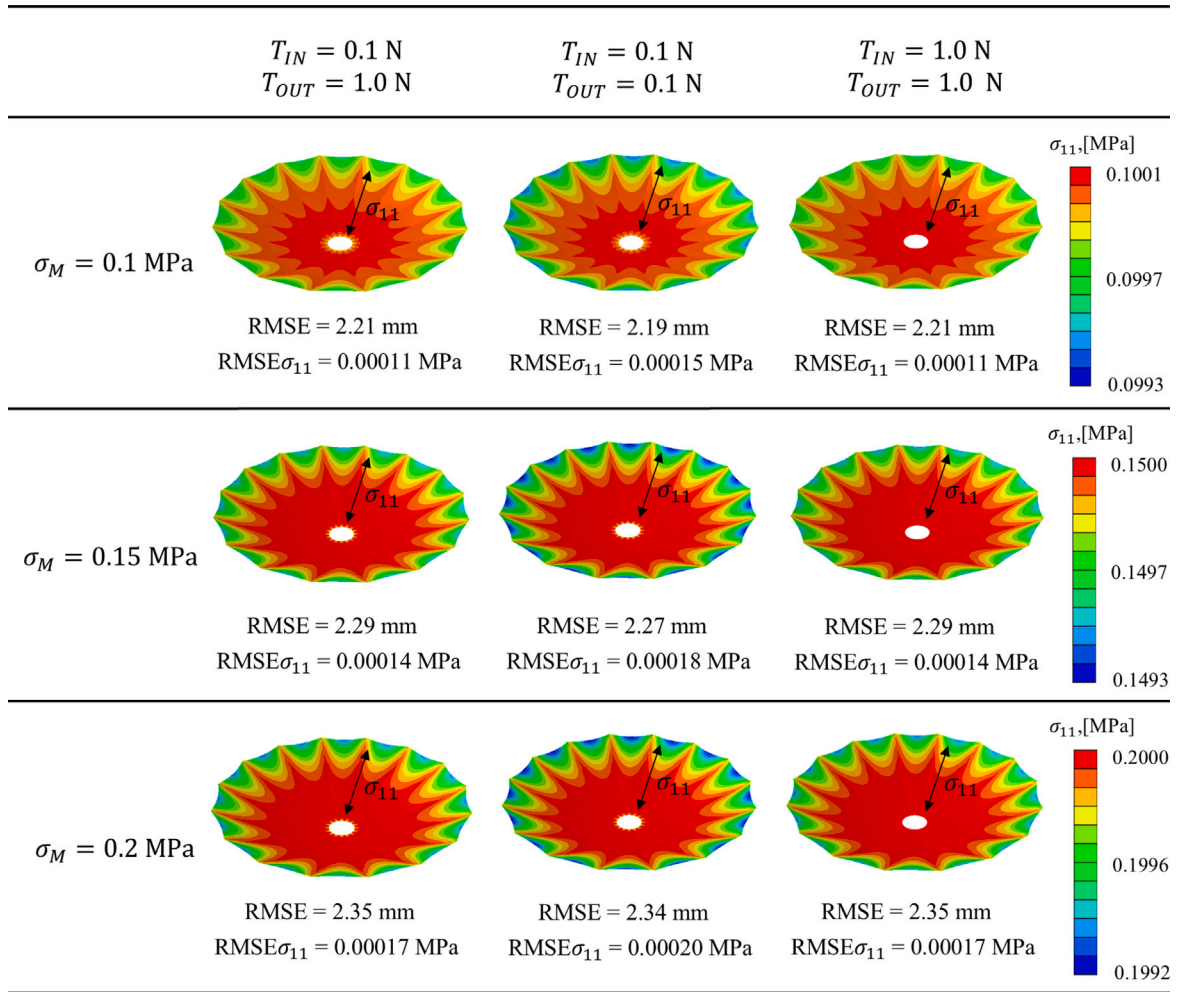 T_IN = 0.1 N
T_OUT = 1.0 N
T_IN = 0.1 N
T_OUT = 0.1 N
T_IN = 1.0 N
T_OUT = 1.0 N
σ_M = 0.1 MPa
σ₁₁
RMSE = 2.21 mm
RMSEσ₁₁ = 0.00011 MPa
σ₁₁
RMSE = 2.19 mm
RMSEσ₁₁ = 0.00015 MPa
σ₁₁
RMSE = 2.21 mm
RMSEσ₁₁ = 0.00011 MPa
σ₁₁,[MPa]
0.1001
0.0997
0.0993
σ_M = 0.15 MPa
σ₁₁
RMSE = 2.29 mm
RMSEσ₁₁ = 0.00014 MPa
σ₁₁
RMSE = 2.27 mm
RMSEσ₁₁ = 0.00018 MPa
σ₁₁
RMSE = 2.29 mm
RMSEσ₁₁ = 0.00014 MPa
σ₁₁,[MPa]
0.1500
0.1497
0.1493
σ_M = 0.2 MPa
σ₁₁
RMSE = 2.35 mm
RMSEσ₁₁ = 0.00017 MPa
σ₁₁
RMSE = 2.34 mm
RMSEσ₁₁ = 0.00020 MPa
σ₁₁
RMSE = 2.35 mm
RMSEσ₁₁ = 0.00017 MPa
σ₁₁,[MPa]
0.2000
0.1996
0.1992